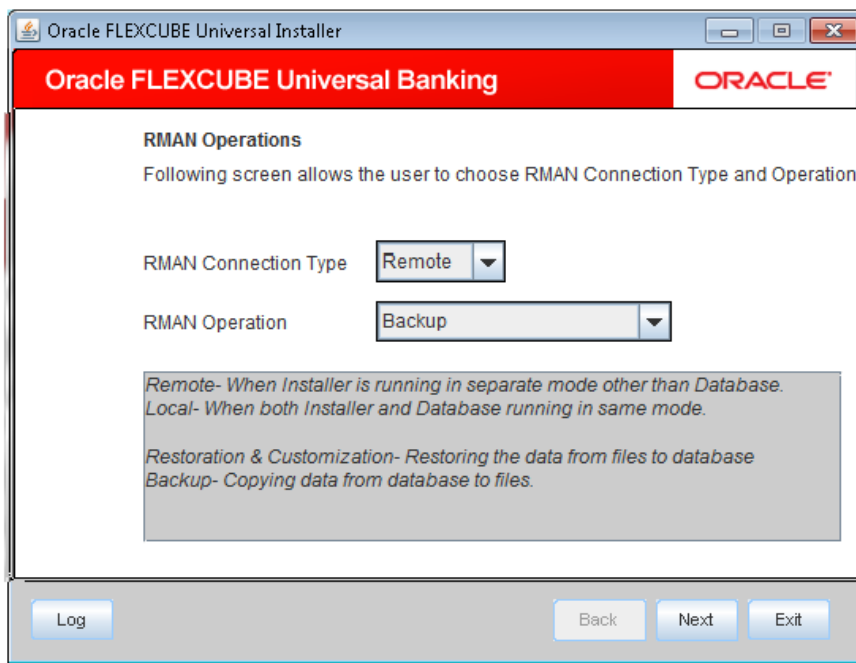 Oracle FLEXCUBE Universal Installer
Oracle FLEXCUBE Universal Banking
ORACLE
RMAN Operations
Following screen allows the user to choose RMAN Connection Type and Operation
RMAN Connection Type Remote
RMAN Operation Backup
Remote- When Installer is running in separate mode other than Database.
Local- When both Installer and Database running in same mode.
Restoration & Customization- Restoring the data from files to database
Backup- Copying data from database to files.
Log Back Next Exit